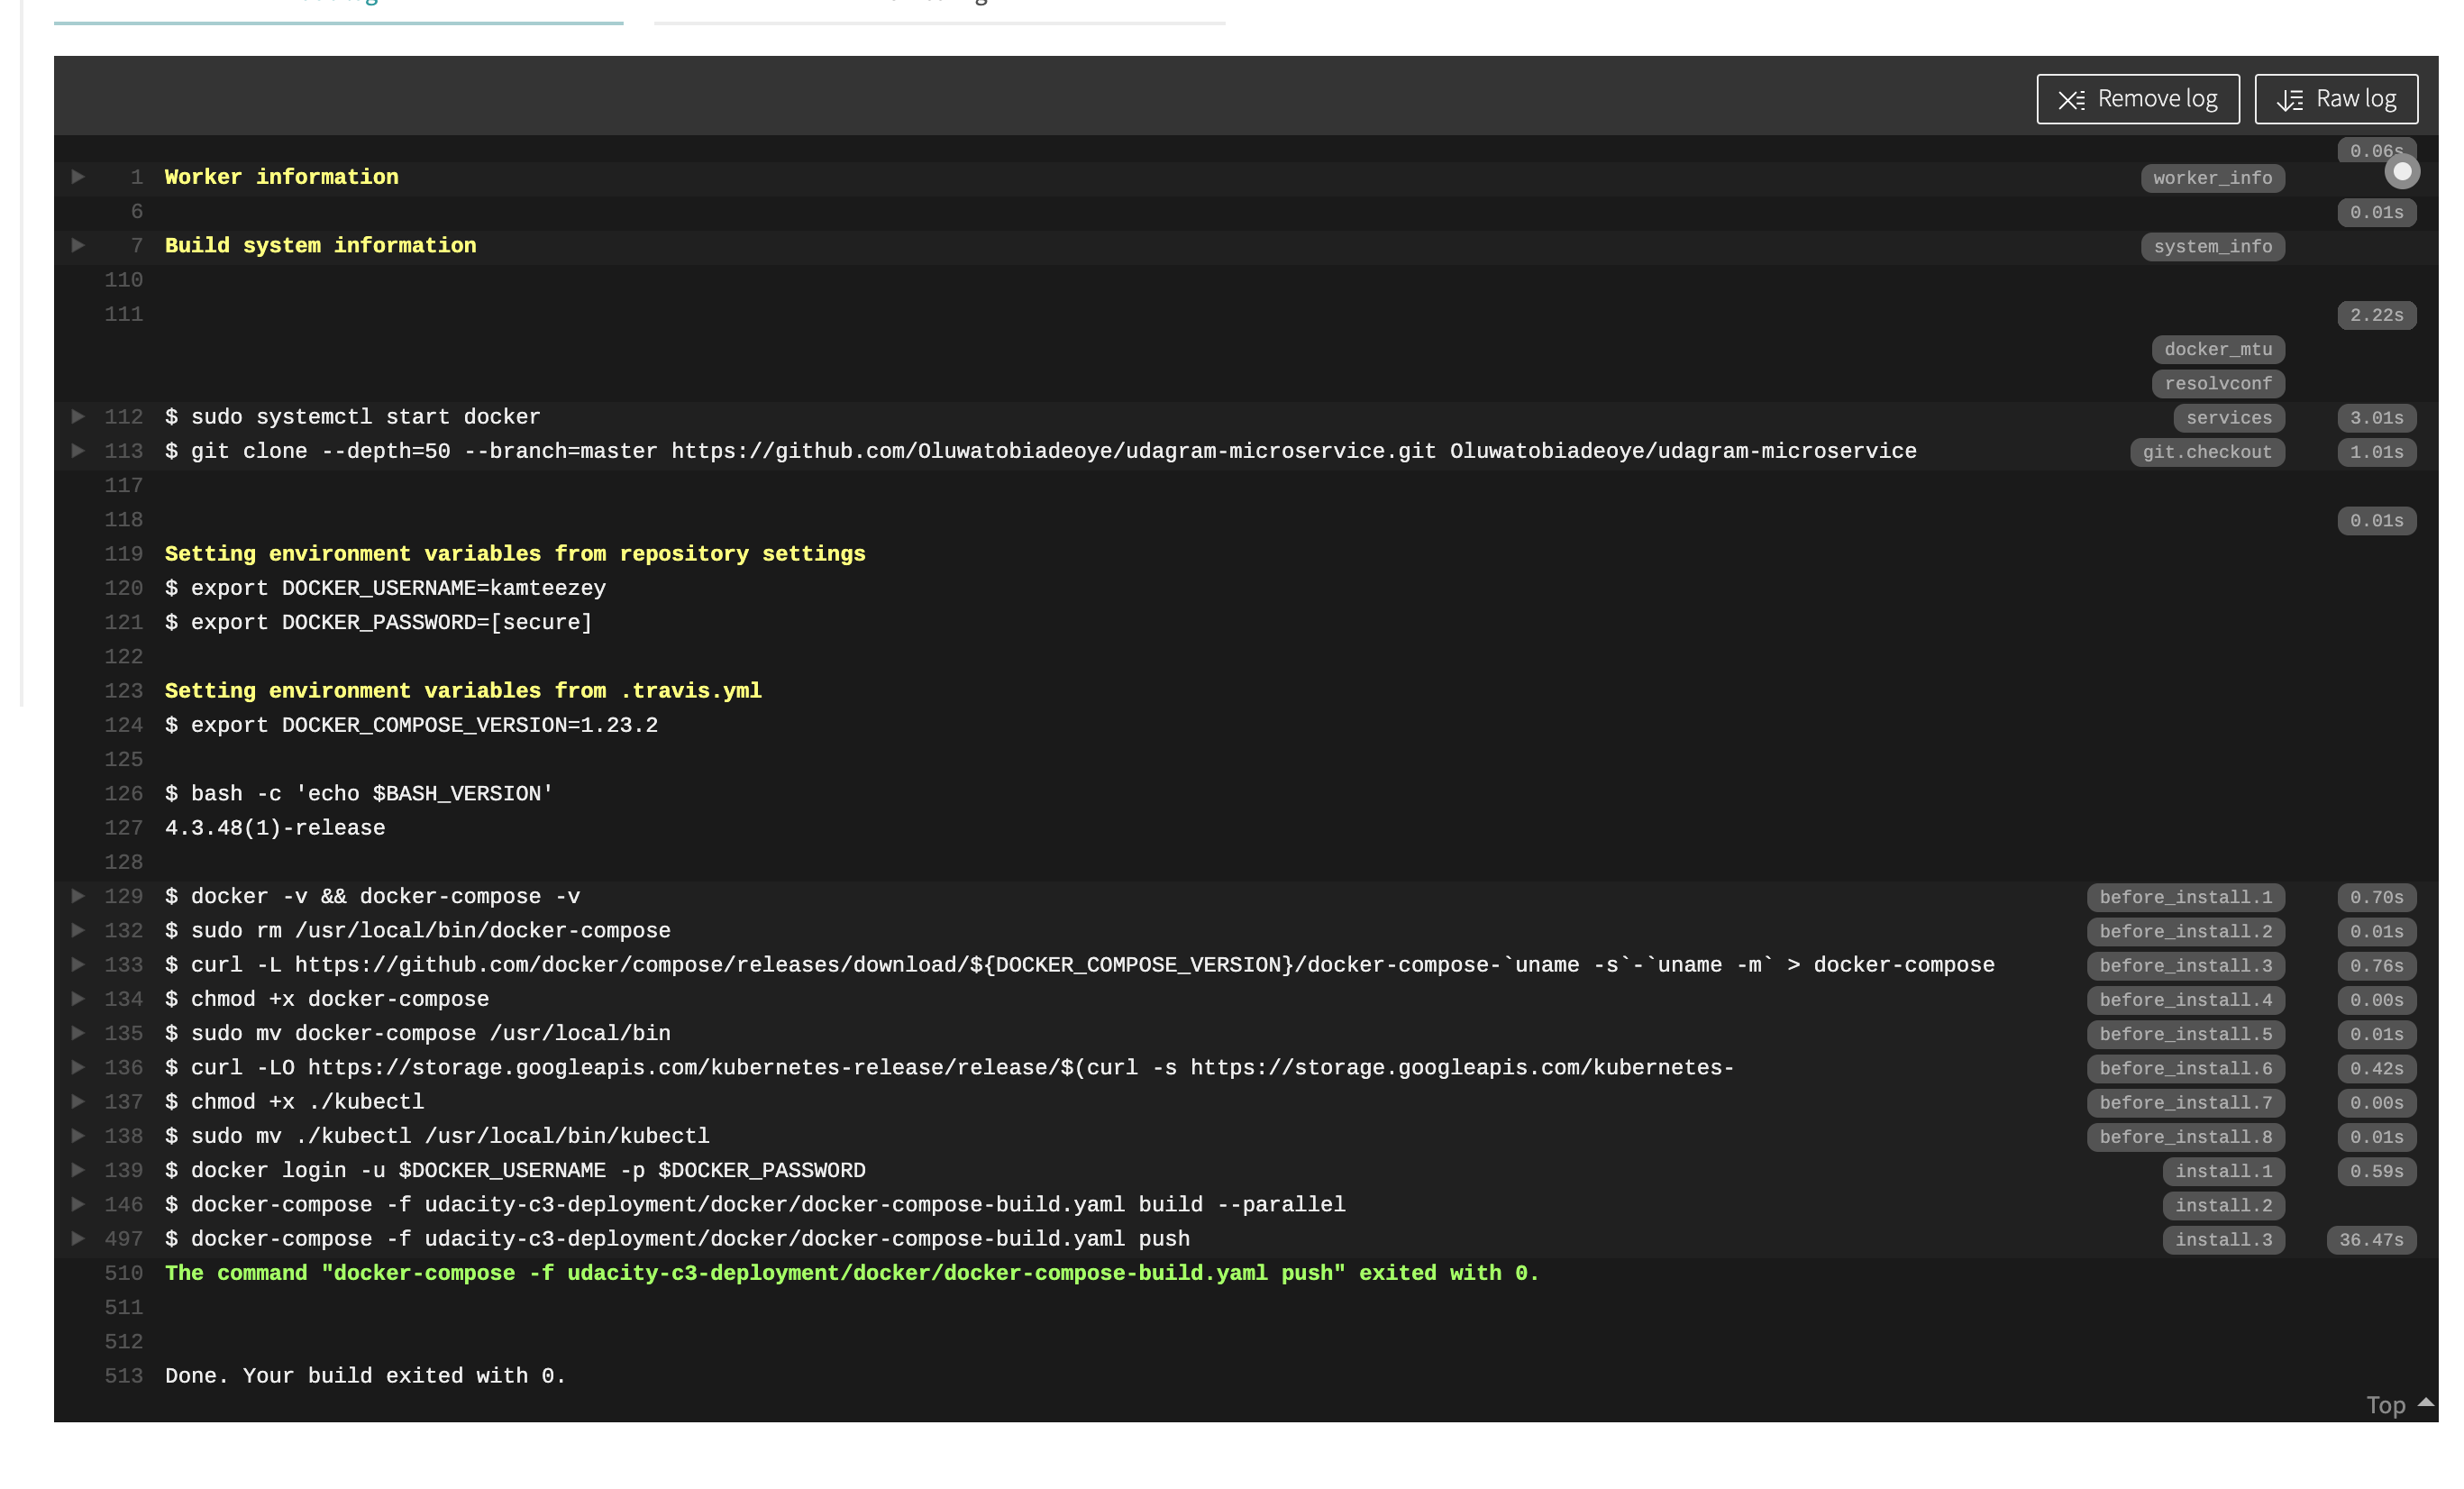 Remove log Raw log
0.06s
1 Worker information worker_info
6 0.01s
7 Build system information system_info
110
111 2.22s
docker_mtu
resolvconf
112 $ sudo systemctl start docker services 3.01s
113 $ git clone --depth=50 --branch=master https://github.com/Oluwatobiadeoye/udagram-microservice.git Oluwatobiadeoye/udagram-microservice git.checkout 1.01s
117
118 0.01s
119 Setting environment variables from repository settings
120 $ export DOCKER_USERNAME=kamteezey
121 $ export DOCKER_PASSWORD=[secure]
122
123 Setting environment variables from .travis.yml
124 $ export DOCKER_COMPOSE_VERSION=1.23.2
125
126 $ bash -c 'echo $BASH_VERSION'
127 4.3.48(1)-release
128
129 $ docker -v && docker-compose -v before_install.1 0.70s
132 $ sudo rm /usr/local/bin/docker-compose before_install.2 0.01s
133 $ curl -L https://github.com/docker/compose/releases/download/${DOCKER_COMPOSE_VERSION}/docker-compose-`uname -s`-`uname -m` > docker-compose before_install.3 0.76s
134 $ chmod +x docker-compose before_install.4 0.00s
135 $ sudo mv docker-compose /usr/local/bin before_install.5 0.01s
136 $ curl -LO https://storage.googleapis.com/kubernetes-release/release/$(curl -s https://storage.googleapis.com/kubernetes- before_install.6 0.42s
137 $ chmod +x ./kubectl before_install.7 0.00s
138 $ sudo mv ./kubectl /usr/local/bin/kubectl before_install.8 0.01s
139 $ docker login -u $DOCKER_USERNAME -p $DOCKER_PASSWORD install.1 0.59s
146 $ docker-compose -f udacity-c3-deployment/docker/docker-compose-build.yaml build --parallel install.2
497 $ docker-compose -f udacity-c3-deployment/docker/docker-compose-build.yaml push install.3 36.47s
510 The command "docker-compose -f udacity-c3-deployment/docker/docker-compose-build.yaml push" exited with 0.
511
512
513 Done. Your build exited with 0.
Top